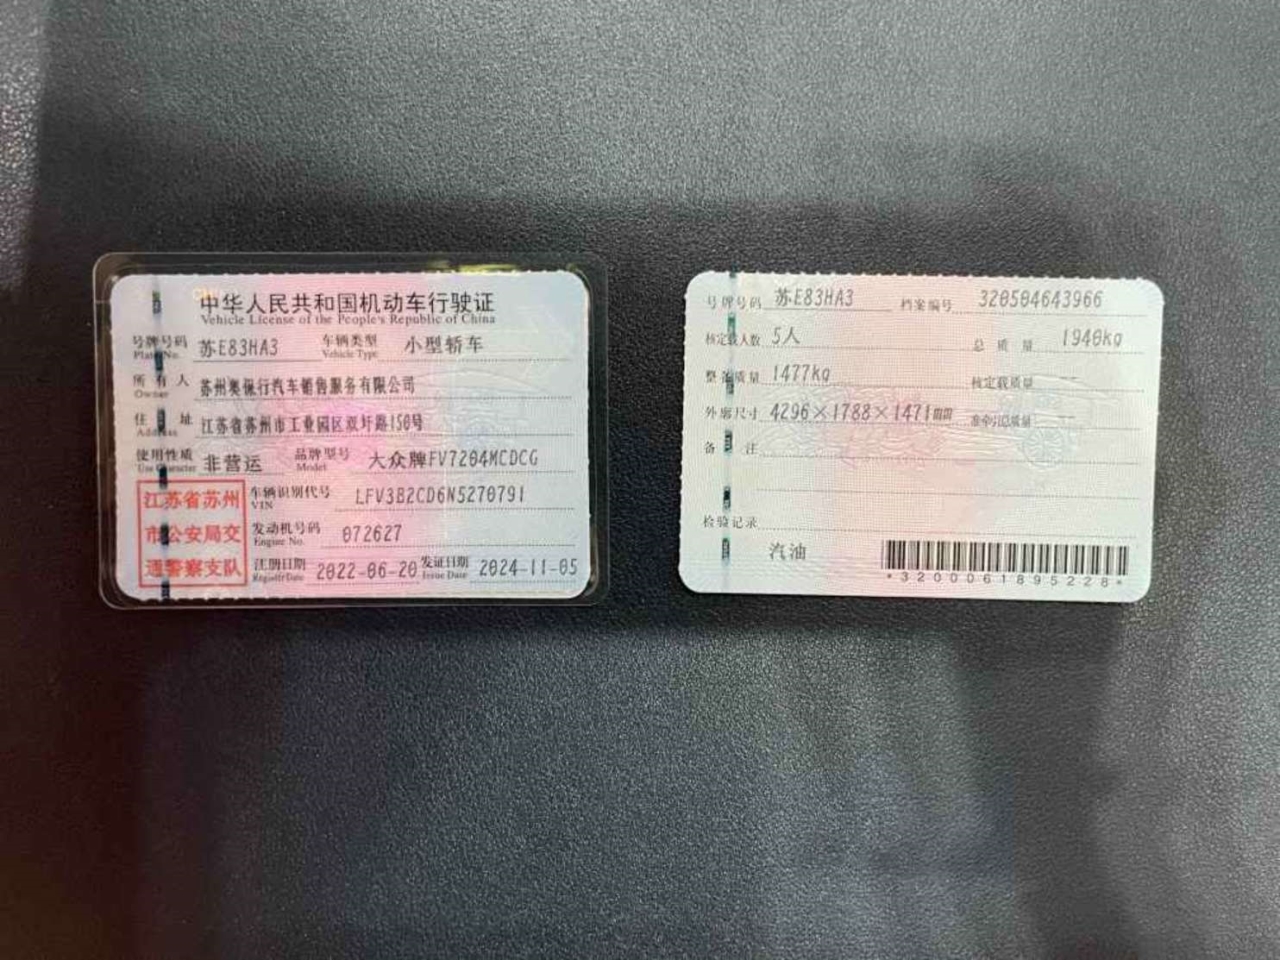 中华人民共和国机动车行驶证
Vehicle License of the People's Republic of China
号牌号码 苏E83HA3 车辆类型 小型轿车
Plate No. Vehicle Type
所有人 苏州奥保行汽车销售服务有限公司
Owner
住址 江苏省苏州市工业园区双圩路150号
Address
使用性质 非营运 品牌型号 大众牌FV7204MCDCG
Use Character Model
江苏省苏州
市公安局交
通警察支队
车辆识别代号 LFV3B2CD6N5270791
VIN
发动机号码 072627
Engine No.
注册日期 2022-06-20 发证日期 2024-11-05
Register Date Issue Date
号牌号码 苏E83HA3 档案编号 320504643966
核定载人数 5人 总质量 1940kg
整备质量 1477kg 核定载质量 --
外廓尺寸 4296×1788×1471mm 准牵引总质量 --
备注
检验记录
汽油
*3200061895228*